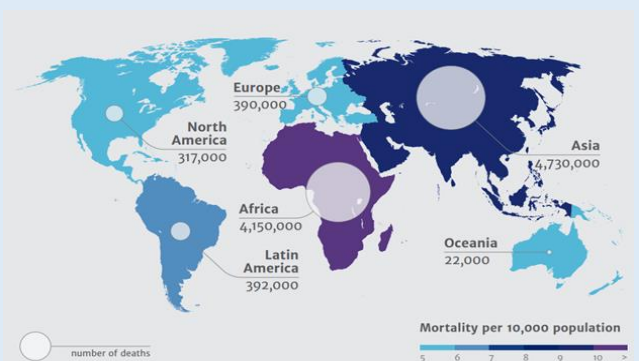 Europe
390,000
North
America
317,000
Asia
4,730,000
Africa
4,150,000
Latin
America
392,000
Oceania
22,000
Mortality per 10,000 population
number of deaths
5 6 7 8 9 10 >